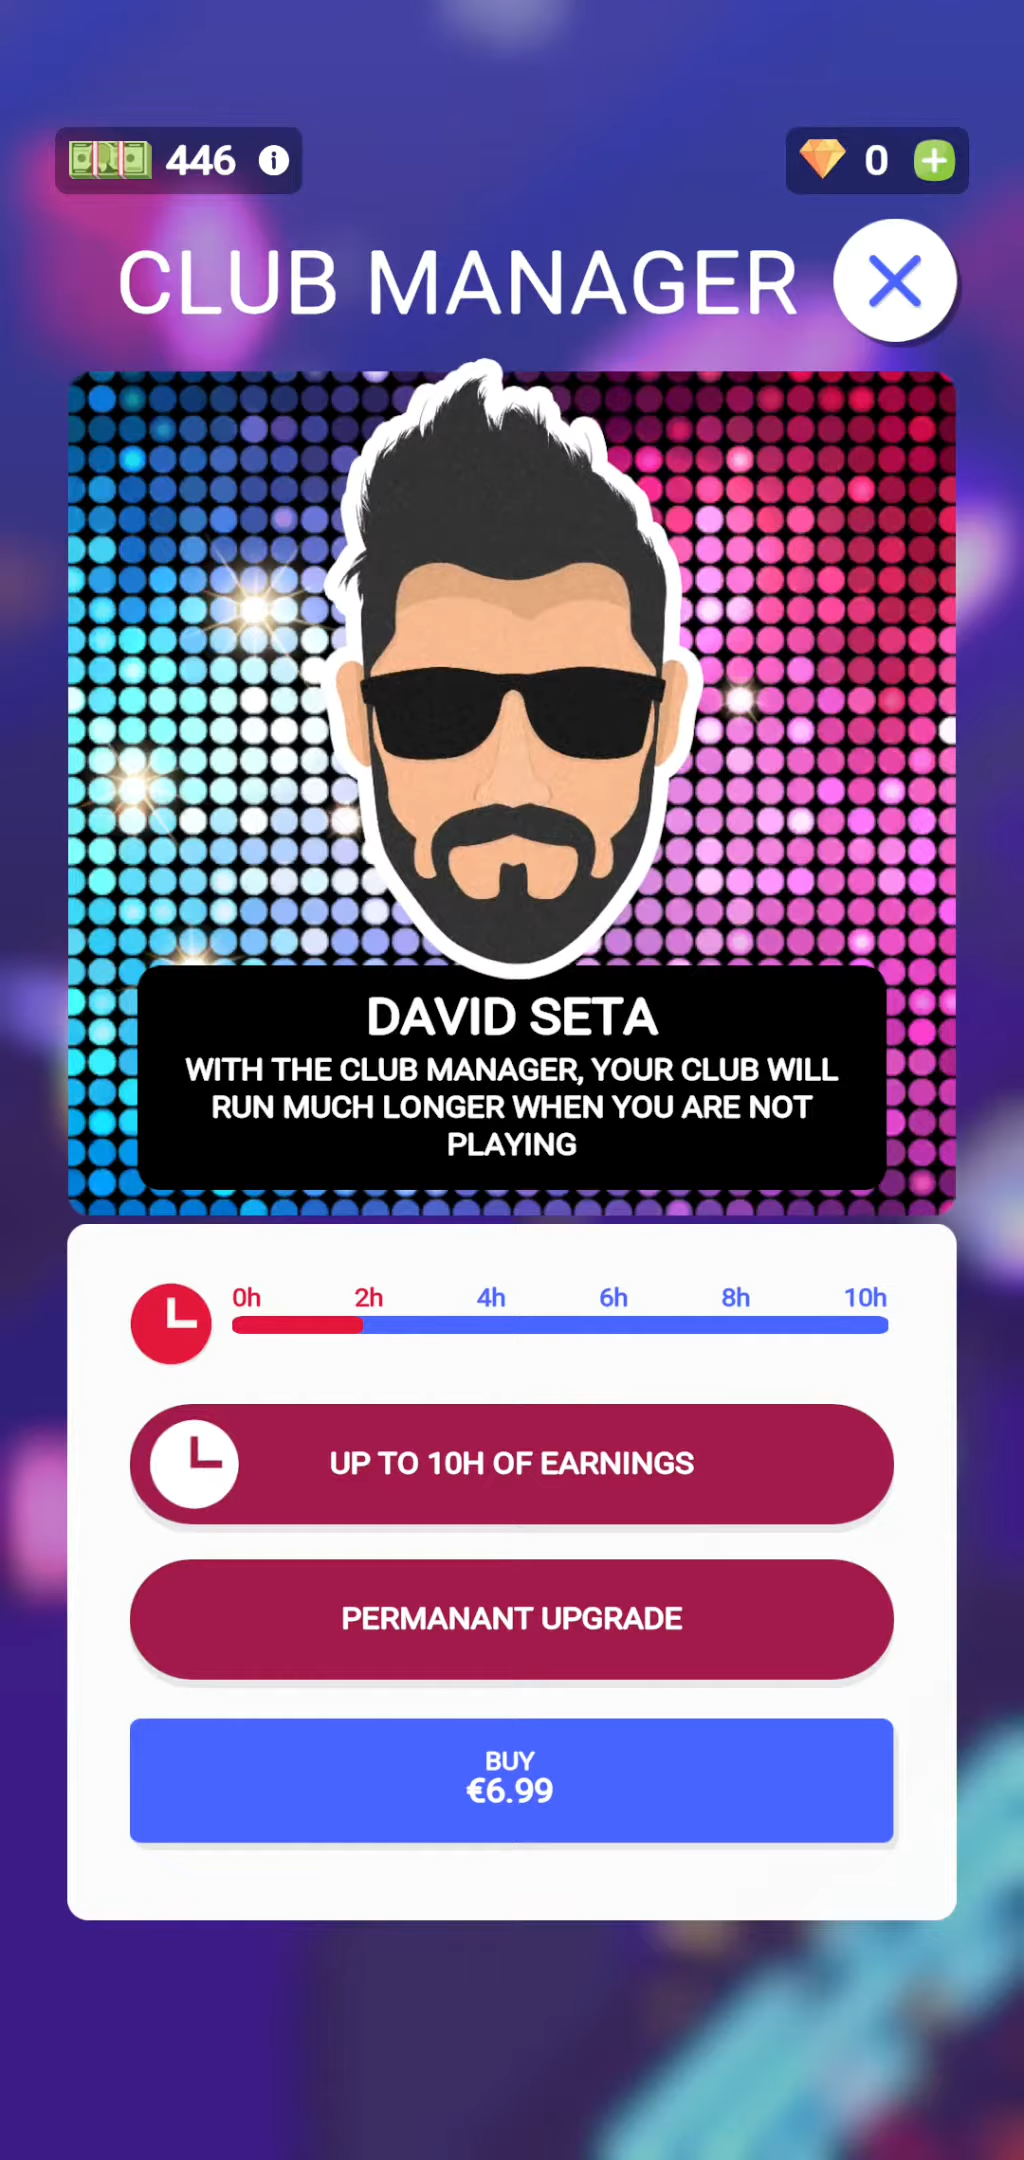 446
0
CLUB MANAGER
DAVID SETA
WITH THE CLUB MANAGER, YOUR CLUB WILL
RUN MUCH LONGER WHEN YOU ARE NOT
PLAYING
0h 2h 4h 6h 8h 10h
UP TO 10H OF EARNINGS
PERMANANT UPGRADE
BUY
€6.99